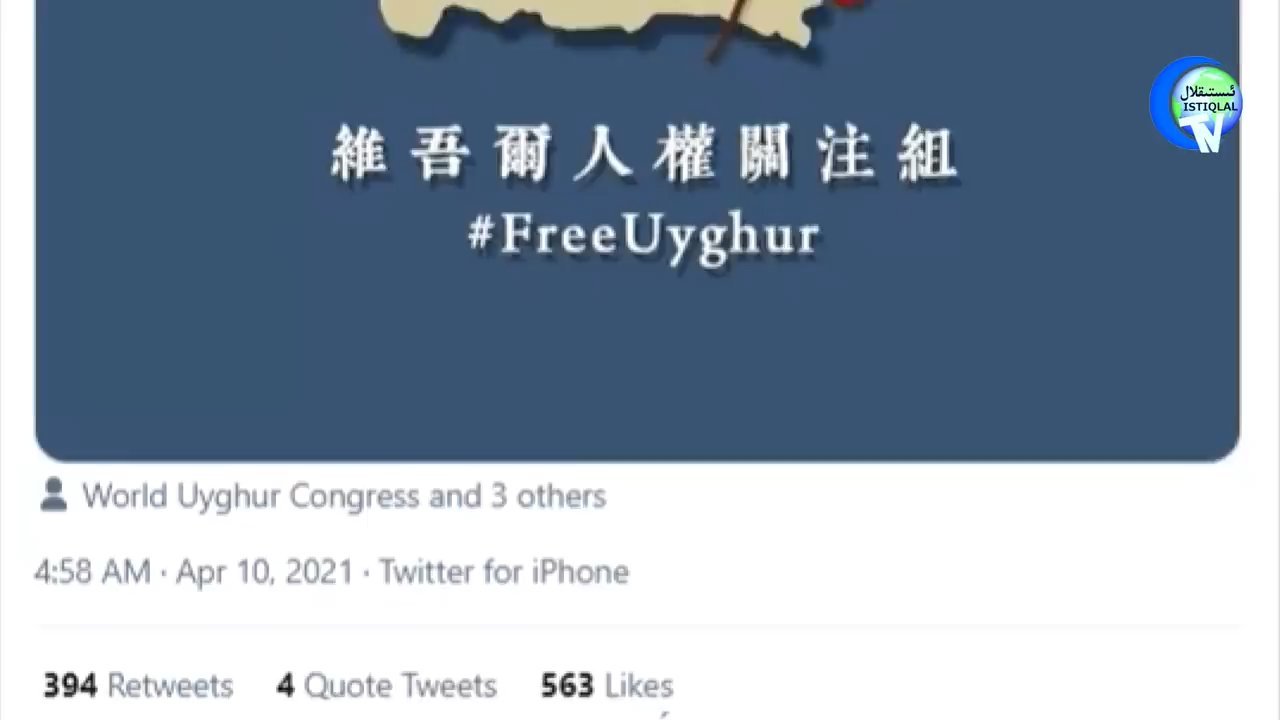 ئىستىقلال
ISTIQLAL
TV
維吾爾人權關注組
#FreeUyghur
World Uyghur Congress and 3 others
4:58 AM · Apr 10, 2021 · Twitter for iPhone
394 Retweets 4 Quote Tweets 563 Likes